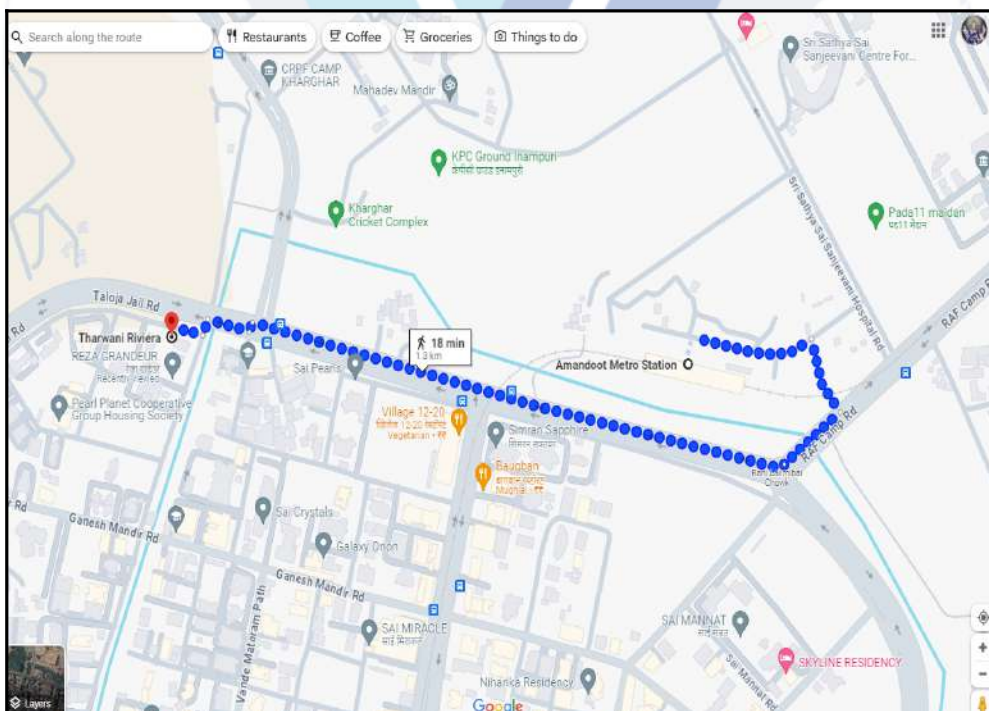 Search along the route
Restaurants
Coffee
Groceries
Things to do
CRPF CAMP
KHARGHAR
Mahadev Mandir
Sri Sathya Sai
Sanjeevani Centre For...
KPC Ground Inampuri
Kharghar
Cricket Complex
Pada11 maidan
Sri Sathya Sai Sanjeevani Hospital Rd
Taloja Jail Rd
RAF Camp Rd
Tharwani Riviera
REZA GRANDEUR
Recently viewed
Sai Pearls
18 min
1.3 km
Amandoot Metro Station
Pearl Planet Cooperative
Group Housing Society
Village 12-20
Vegetarian
Simran Sapphire
RAF Camp Rd
Chowk
Baugban
Mughlai
Sai Crystals
Ganesh Mandir Rd
Galaxy Orion
Ganesh Mandir Rd
Vande Mataram Path
SAI MIRACLE
SAI MANNAT
Sai Mannat Rd
SKYLINE RESIDENCY
Niharika Residency
Layers
Google